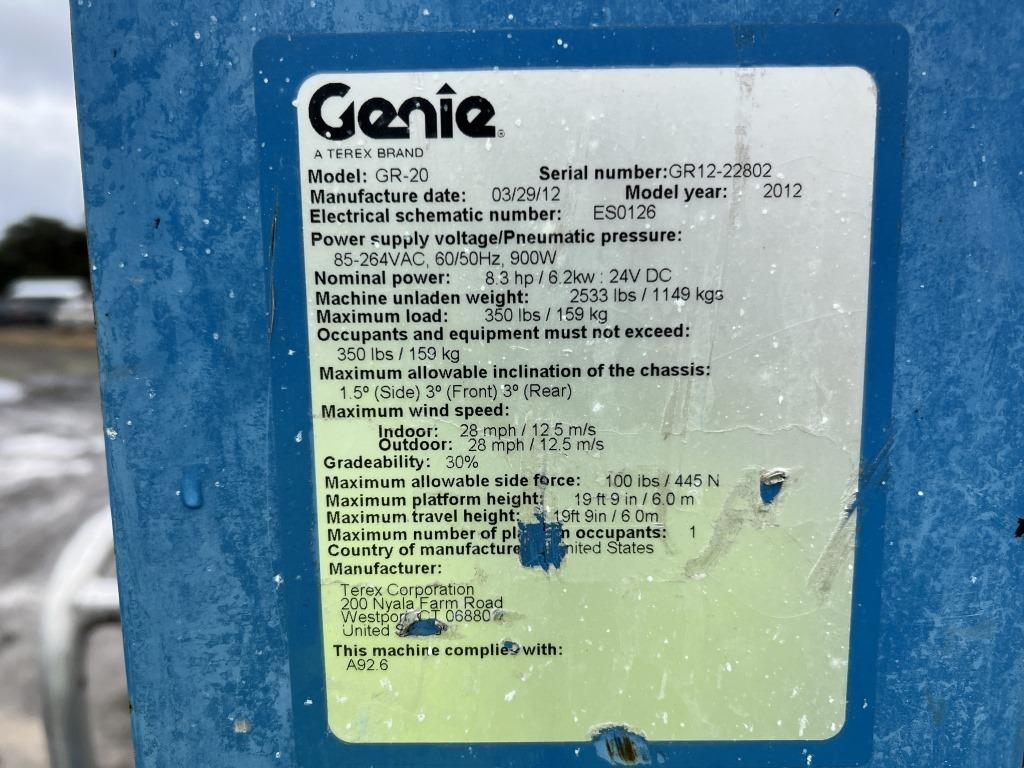 Genie®
A TEREX BRAND
Model: GR-20 Serial number:GR12-22802
Manufacture date: 03/29/12 Model year: 2012
Electrical schematic number: ES0126
Power supply voltage/Pneumatic pressure:
85-264VAC, 60/50Hz, 900W
Nominal power: 8.3 hp / 6.2kw : 24V DC
Machine unladen weight: 2533 lbs / 1149 kgs
Maximum load: 350 lbs / 159 kg
Occupants and equipment must not exceed:
350 lbs / 159 kg
Maximum allowable inclination of the chassis:
1.5º (Side) 3º (Front) 3º (Rear)
Maximum wind speed:
Indoor: 28 mph / 12.5 m/s
Outdoor: 28 mph / 12.5 m/s
Gradeability: 30%
Maximum allowable side force: 100 lbs / 445 N
Maximum platform height: 19 ft 9 in / 6.0 m
Maximum travel height: 19ft 9in / 6.0m
Maximum number of occupants: 1
Country of manufacture United States
Manufacturer:
Terex Corporation
200 Nyala Farm Road
Westport CT
United
This machine complies with:
A92.6